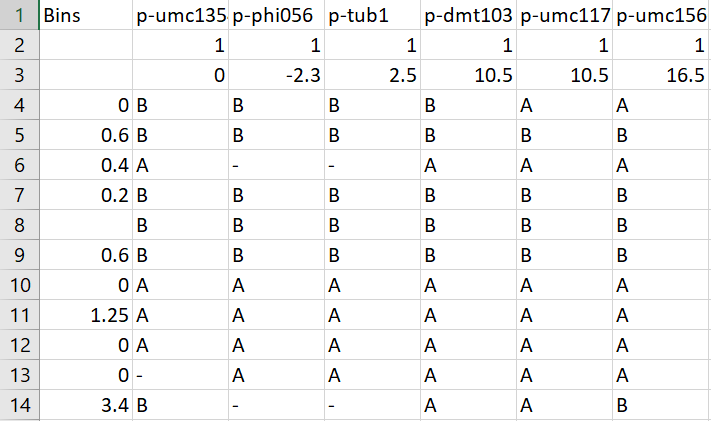 1 Bins p-umc135 p-phi056 p-tub1 p-dmt103 p-umc117 p-umc156
2 1 1 1 1 1 1
3 0 -2.3 2.5 10.5 10.5 16.5
4 0 B B B B A A
5 0.6 B B B B B B
6 0.4 A - - A A A
7 0.2 B B B B B B
8 B B B B B B
9 0.6 B B B B B B
10 0 A A A A A A
11 1.25 A A A A A A
12 0 A A A A A A
13 0 - A A A A A
14 3.4 B - - A A B